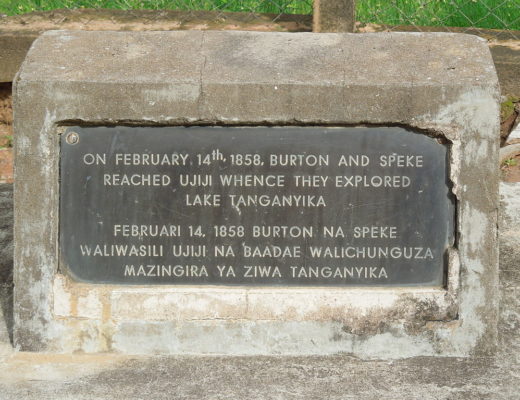 ON FEBRUARY, 14th, 1858, BURTON AND SPEKE
REACHED UJIJI WHENCE THEY EXPLORED
LAKE TANGANYIKA
FEBRUARI 14, 1858 BURTON NA SPEKE
WALIWASILI UJIJI NA BAADAE WALICHUNGUZA
MAZINGIRA YA ZIWA TANGANYIKA